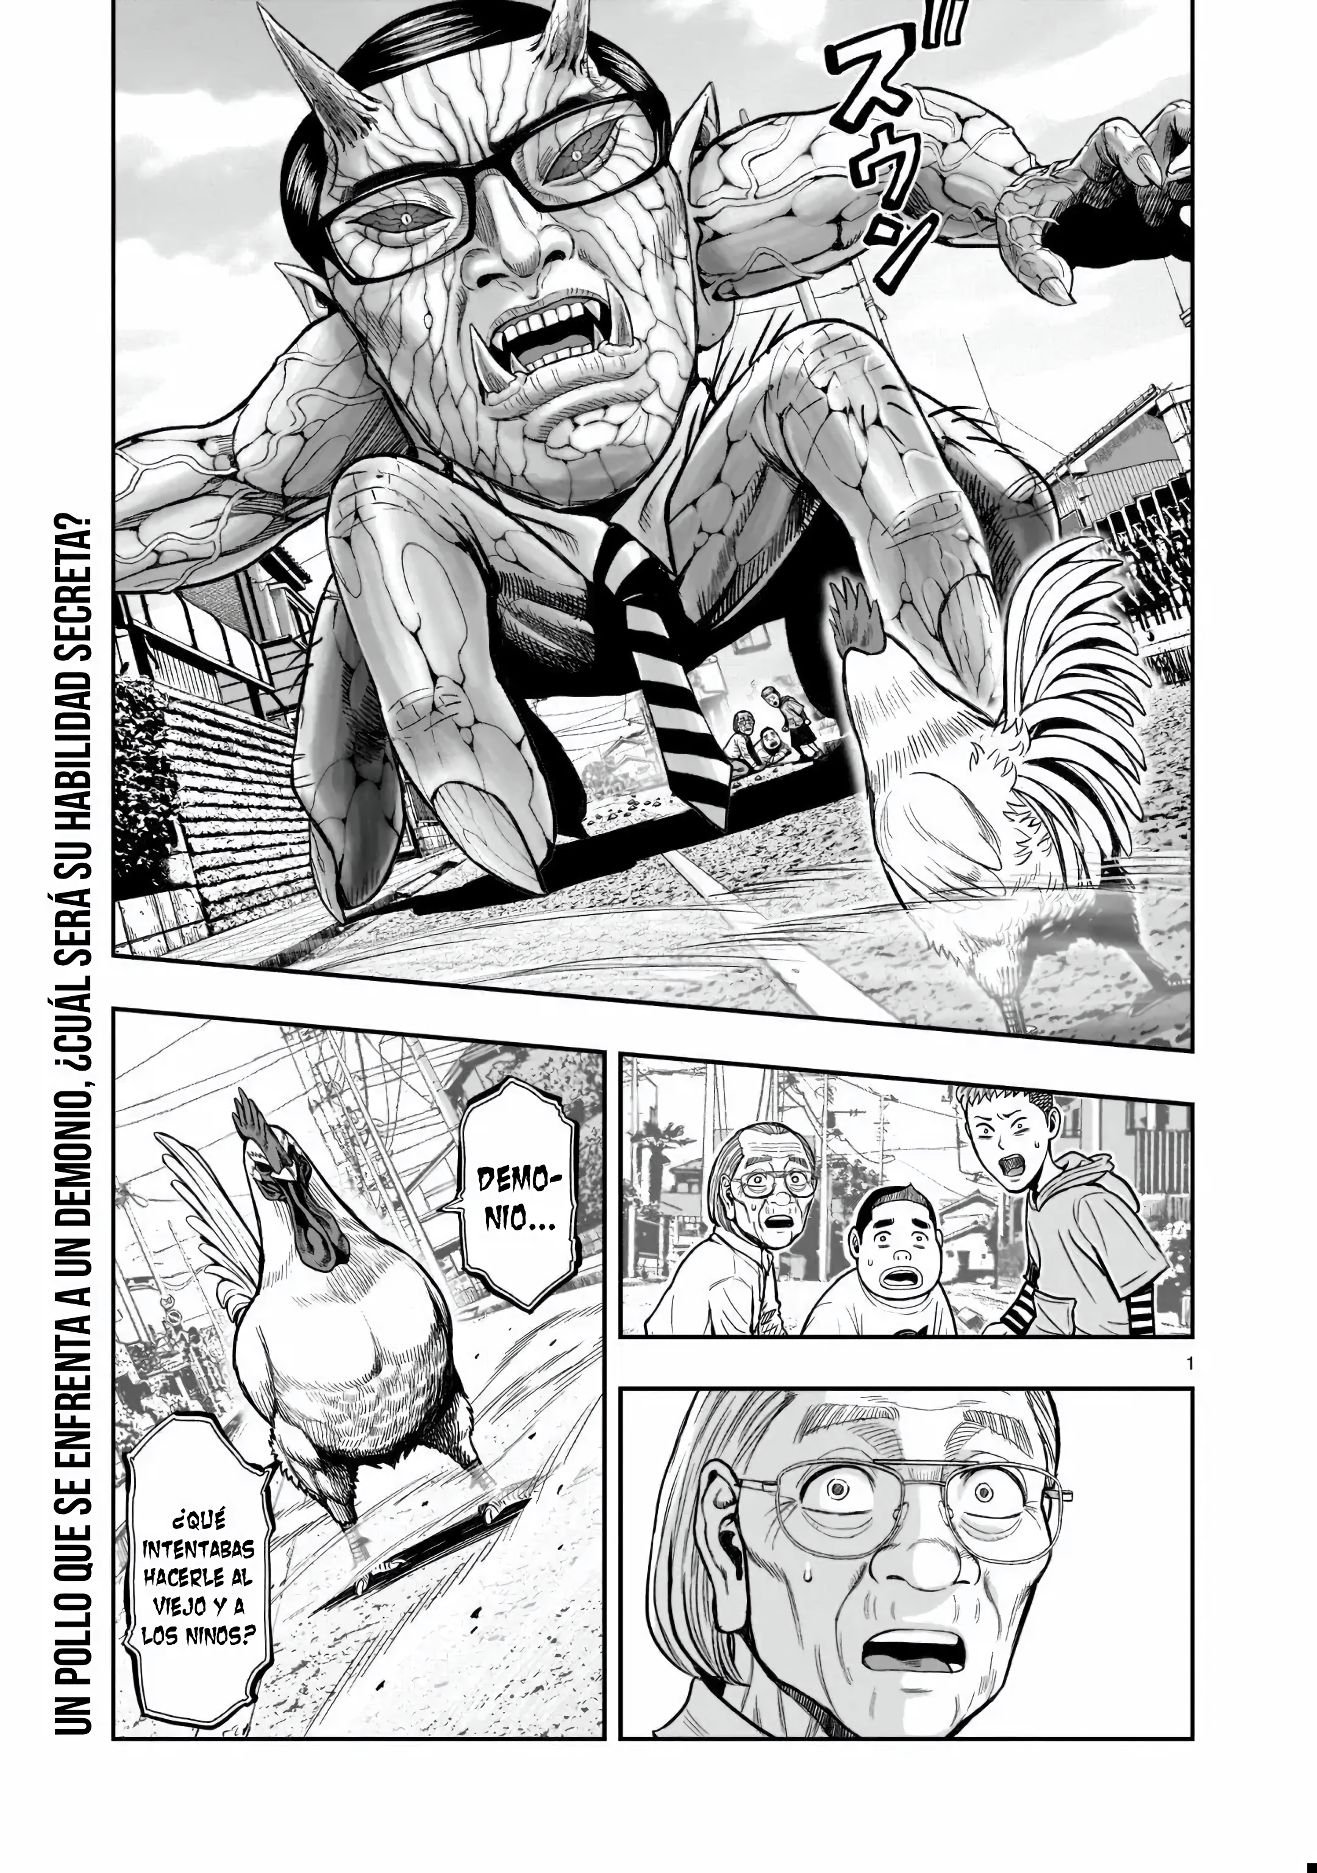 ズズウン
UN POLLO QUE SE ENFRENTA A UN DEMONIO, ¿CUÁL SERÁ SU HABILIDAD SECRETA?
1
DEMO-
NIO...
¿QUÉ
INTENTABAS
HACERLE AL
VIEJO Y A
LOS NINOS?